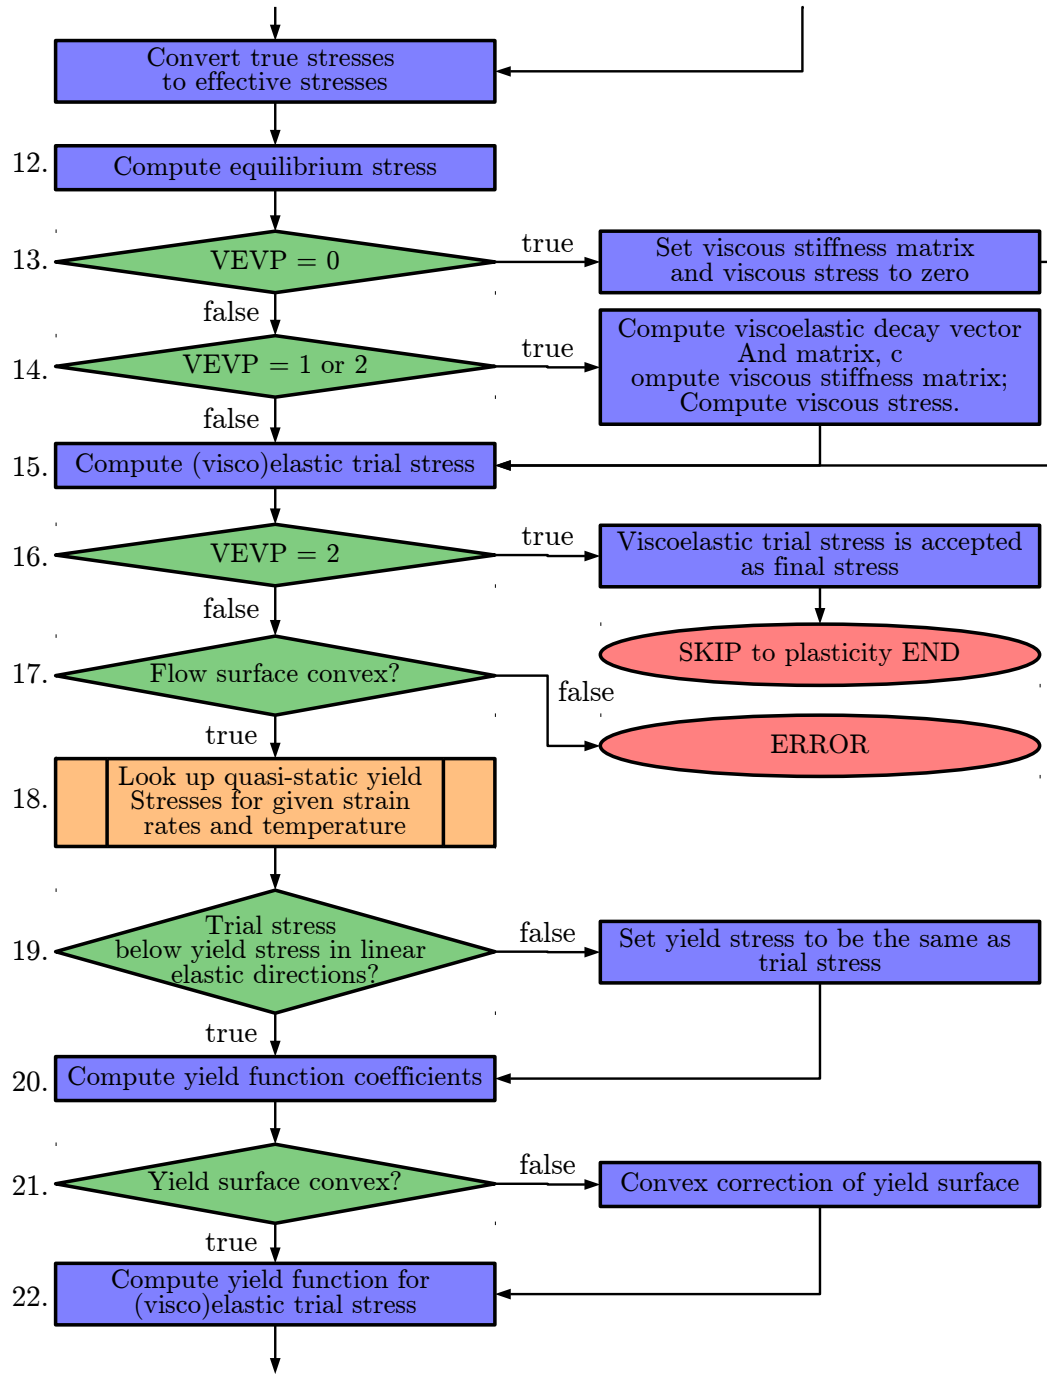 Convert true stresses
to effective stresses
12.
Compute equilibrium stress
13.
VEVP = 0
true
Set viscous stiffness matrix
and viscous stress to zero
false
14.
VEVP = 1 or 2
true
Compute viscoelastic decay vector
And matrix, c
ompute viscous stiffness matrix;
Compute viscous stress.
false
15.
Compute (visco)elastic trial stress
16.
VEVP = 2
true
Viscoelastic trial stress is accepted
as final stress
false
SKIP to plasticity END
17.
Flow surface convex?
false
ERROR
true
18.
Look up quasi-static yield
Stresses for given strain
rates and temperature
19.
Trial stress
below yield stress in linear
elastic directions?
false
Set yield stress to be the same as
trial stress
true
20.
Compute yield function coefficients
21.
Yield surface convex?
false
Convex correction of yield surface
true
22.
Compute yield function for
(visco)elastic trial stress